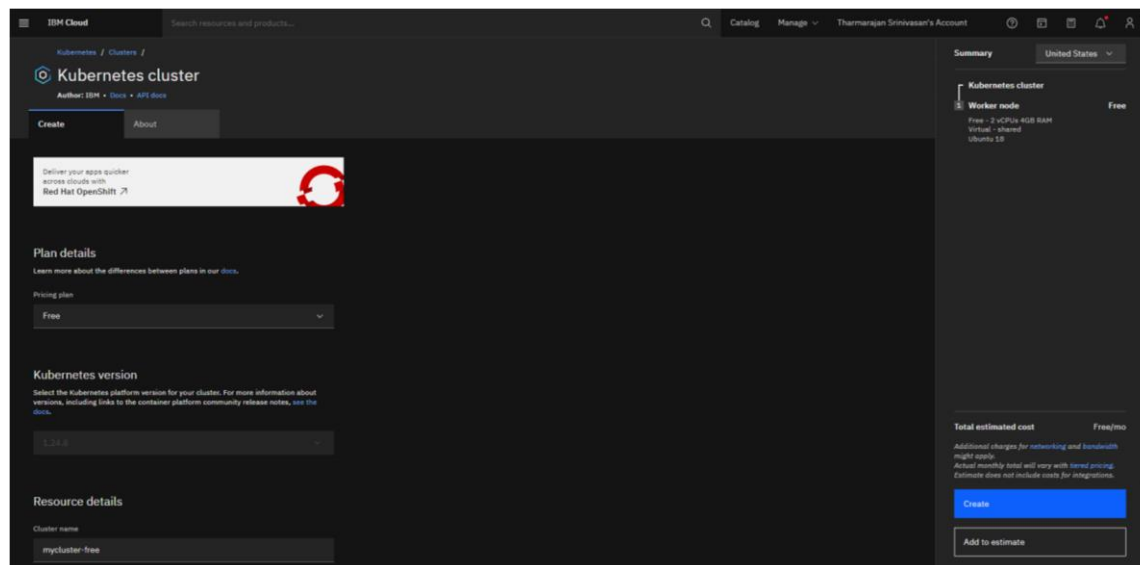 IBM Cloud
Search resources and products...
Catalog
Manage
Tharmarajan Srinivasan's Account
Kubernetes / Clusters /
Kubernetes cluster
Author: IBM • Docs • API docs
Create
About
Deliver your apps quicker
across clouds with
Red Hat OpenShift
Plan details
Learn more about the differences between plans in our docs.
Pricing plan
Free
Kubernetes version
Select the Kubernetes platform version for your cluster. For more information about
versions, including links to the container platform community release notes, see the
docs.
Resource details
Cluster name
mycluster-free
Summary
United States
Kubernetes cluster
1 Worker node Free
Free - 2 vCPUs 4GB RAM
Virtual - shared
Ubuntu 18
Total estimated cost Free/mo
Additional charges for networking and bandwidth
might apply.
Actual monthly total will vary with tiered pricing.
Estimate does not include costs for integrations.
Create
Add to estimate